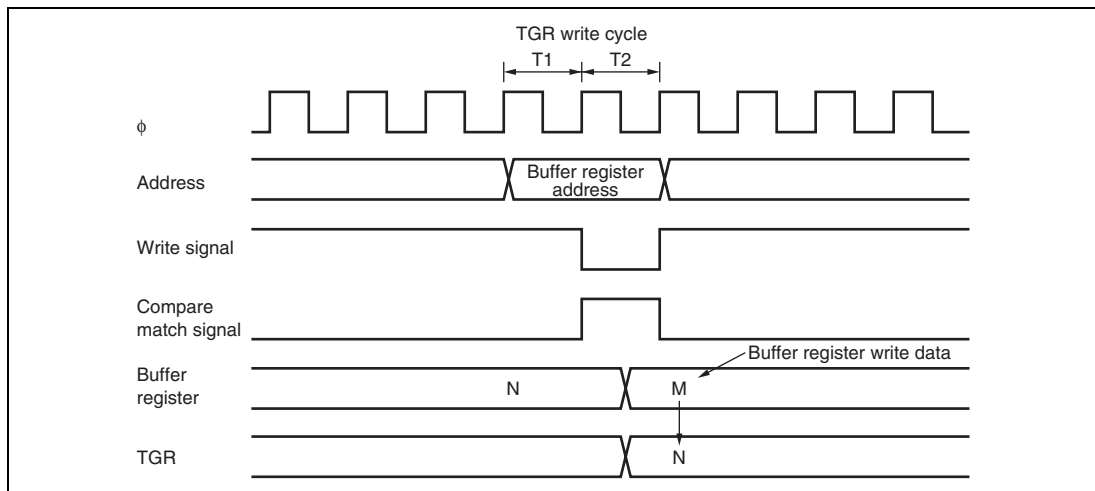 TGR write cycle
T1 T2
ϕ
Address
Buffer register
address
Write signal
Compare
match signal
Buffer register write data
Buffer
register
N M
TGR
N